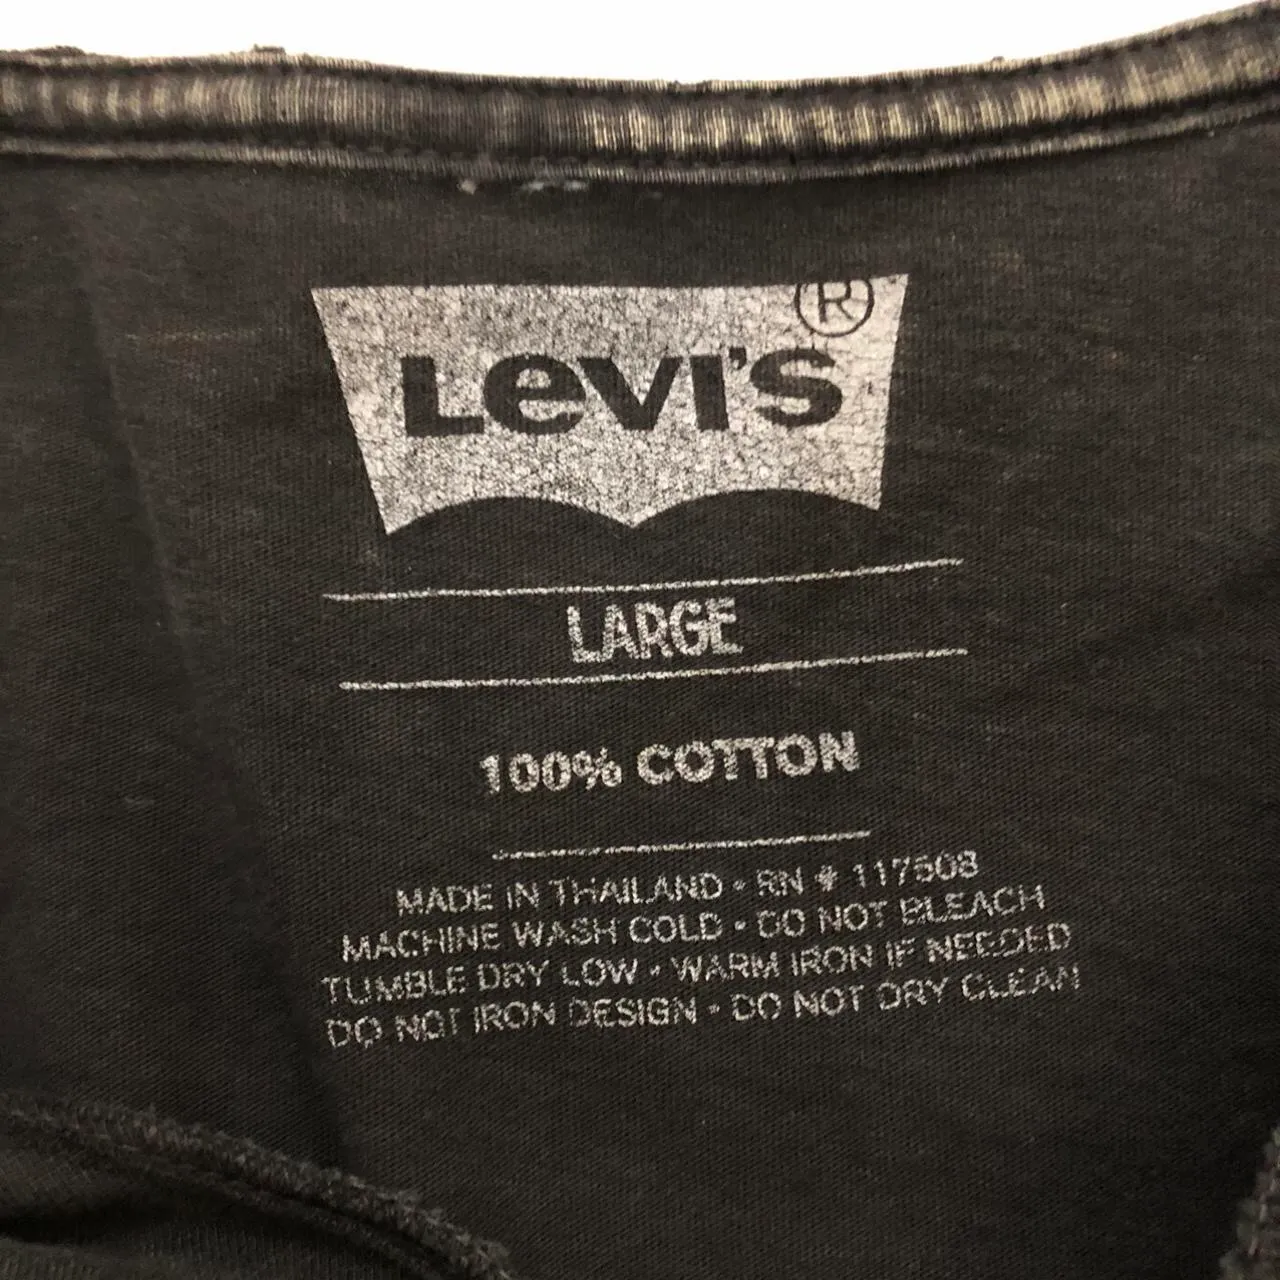 Levi's ®
LARGE
100% COTTON
MADE IN THAILAND • RN # 117608
MACHINE WASH COLD • DO NOT BLEACH
TUMBLE DRY LOW • WARM IRON IF NEEDED
DO NOT IRON DESIGN • DO NOT DRY CLEAN